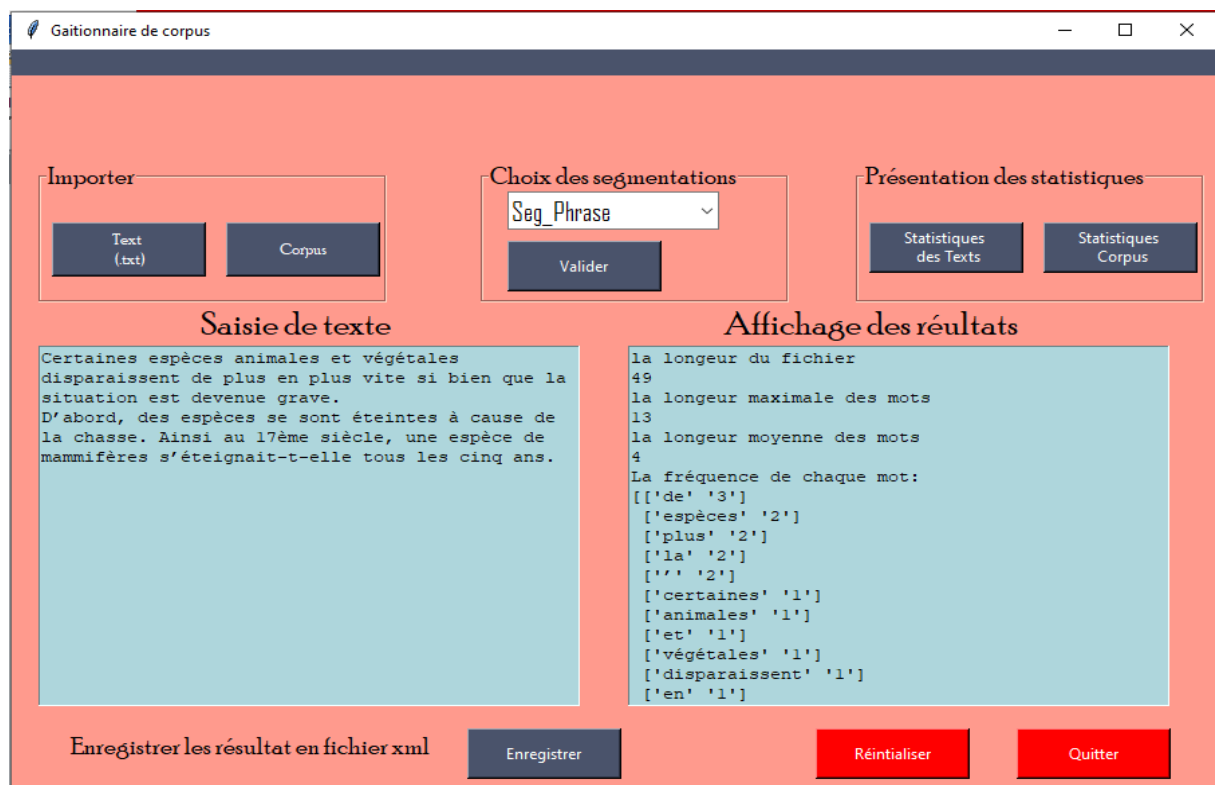 Gaitionnaire de corpus
Importer
Text
(.txt)
Corpus
Choix des segmentations
Seg_Phrase
Valider
Présentation des statistiques
Statistiques
des Texts
Statistiques
Corpus
Saisie de texte
Certaines espèces animales et végétales
disparaissent de plus en plus vite si bien que la
situation est devenue grave.
D’abord, des espèces se sont éteintes à cause de
la chasse. Ainsi au 17ème siècle, une espèce de
mammifères s’éteignait-t-elle tous les cinq ans.
Affichage des réultats
la longeur du fichier
49
la longeur maximale des mots
13
la longeur moyenne des mots
4
La fréquence de chaque mot:
[['de' '3']
['espèces' '2']
['plus' '2']
['la' '2']
['’' '2']
['certaines' '1']
['animales' '1']
['et' '1']
['végétales' '1']
['disparaissent' '1']
['en' '1']
Enregistrer les résultat en fichier xml
Enregistrer
Réintialiser
Quitter